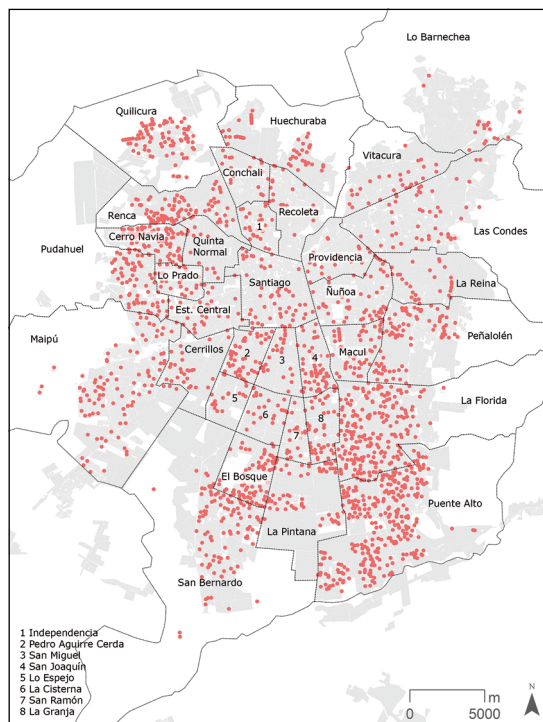 Lo Barnechea
Quilicura
Huechuraba
Vitacura
Conchalí
Renca
Recoleta
1
Las Condes
Cerro Navia
Quinta
Normal
Pudahuel
Providencia
Lo Prado
Santiago
La Reina
Ñuñoa
Est. Central
Peñalolén
Maipú
Cerrillos
2
3
4
Macul
5
La Florida
6
8
7
El Bosque
Puente Alto
La Pintana
San Bernardo
1 Independencia
2 Pedro Aguirre Cerda
3 San Miguel
4 San Joaquín
5 Lo Espejo
6 La Cisterna
7 San Ramón
8 La Granja
m
0 5000
N